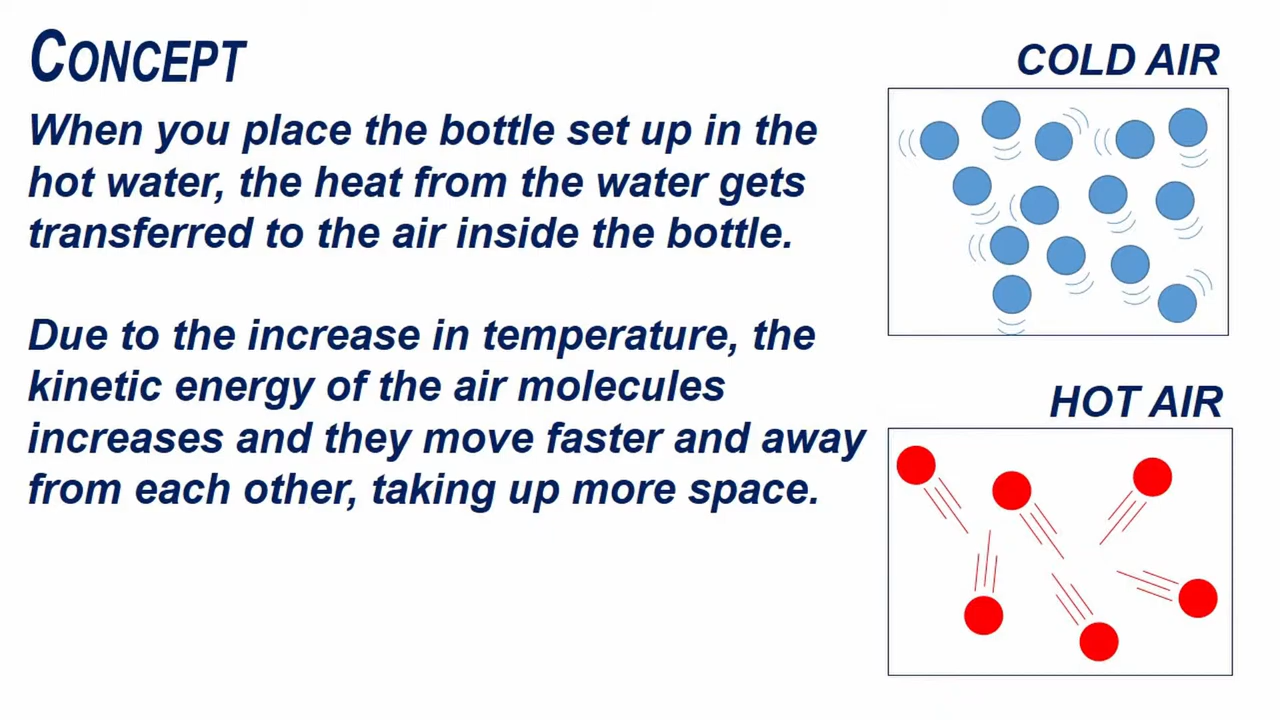 CONCEPT
When you place the bottle set up in the
hot water, the heat from the water gets
transferred to the air inside the bottle.
Due to the increase in temperature, the
kinetic energy of the air molecules
increases and they move faster and away
from each other, taking up more space.
COLD AIR
HOT AIR